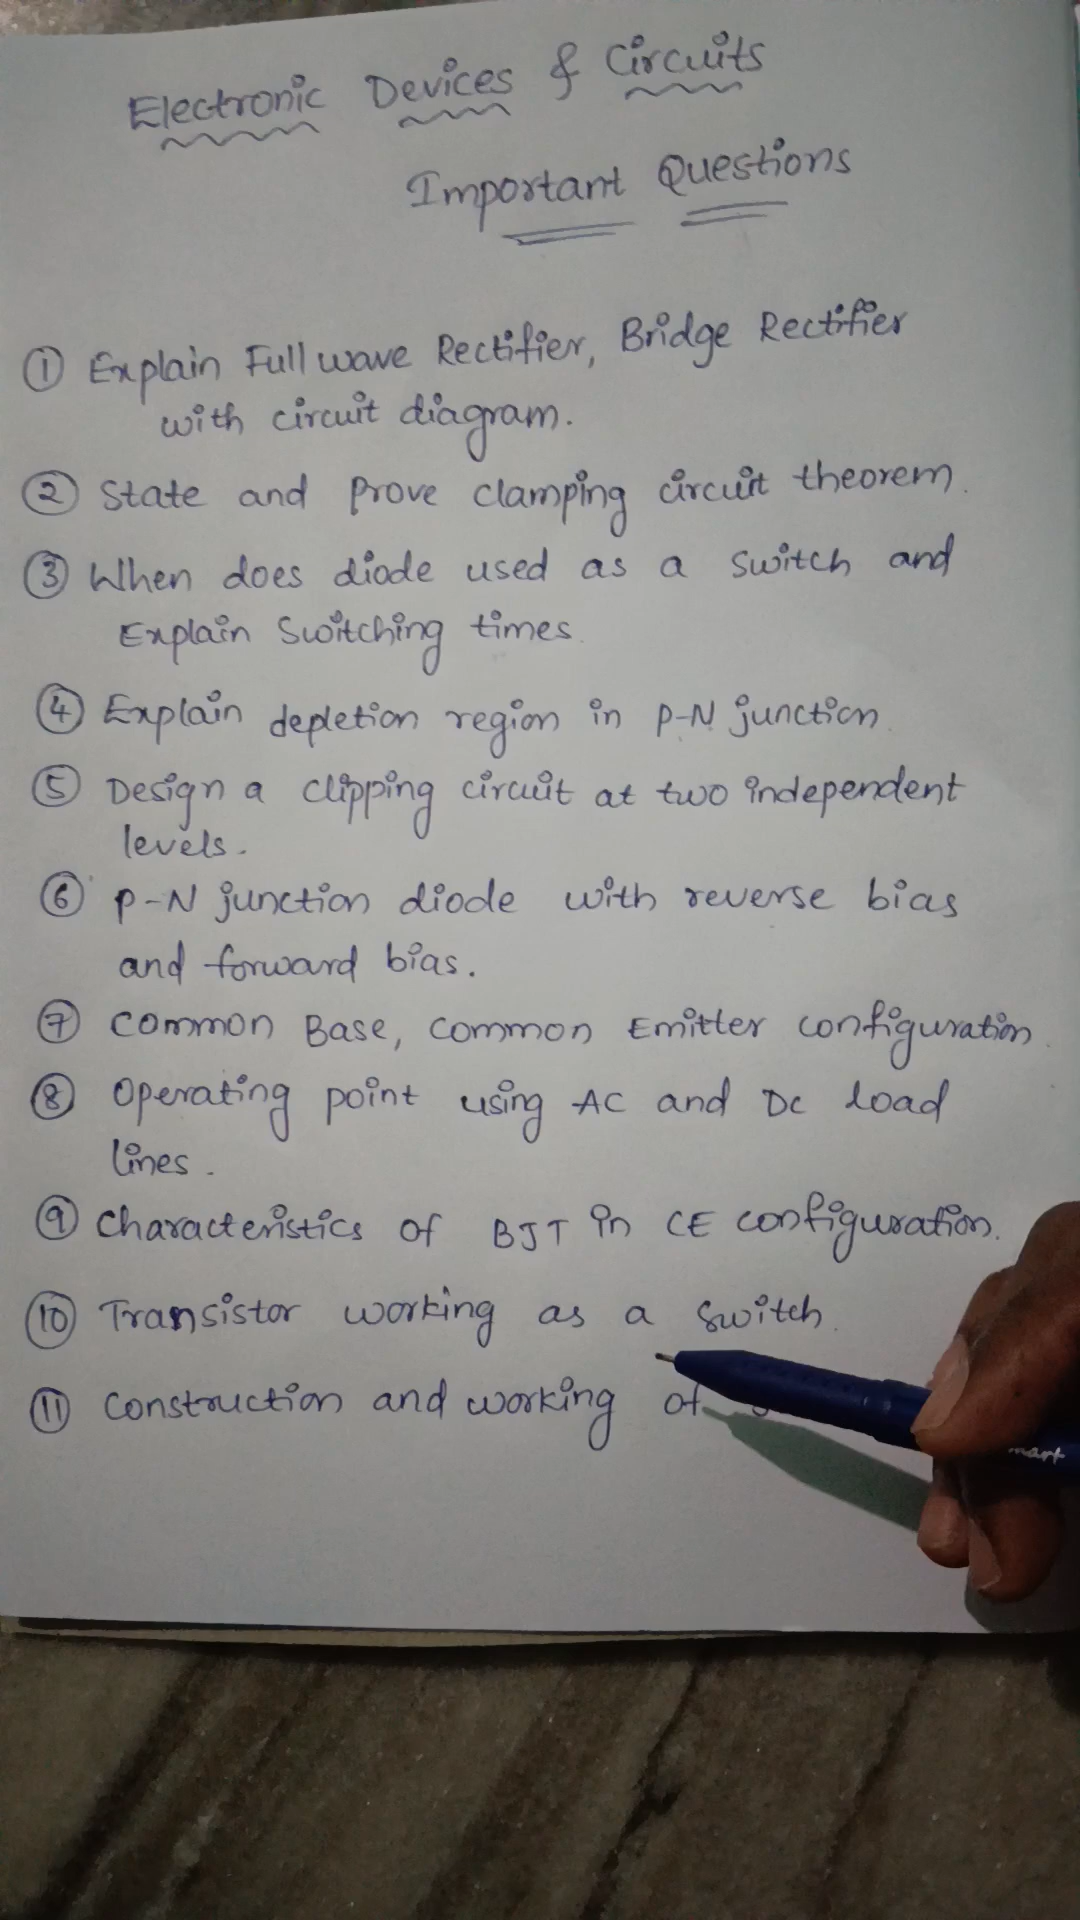 Electronic Devices & Circuits
Important Questions
① Explain Full wave Rectifier, Bridge Rectifier
with circuit diagram.
② State and Prove clamping circuit theorem.
③ When does diode used as a switch and
Explain Switching times.
④ Explain depletion region in P-N junction.
⑤ Design a clipping circuit at two independent
levels.
⑥ P-N junction diode with reverse bias
and forward bias.
⑦ Common Base, Common Emitter configuration.
⑧ Operating point using AC and DC load
lines.
⑨ Characteristics of BJT in CE configuration.
⑩ Transistor working as a switch.
⑪ Construction and working of
mart